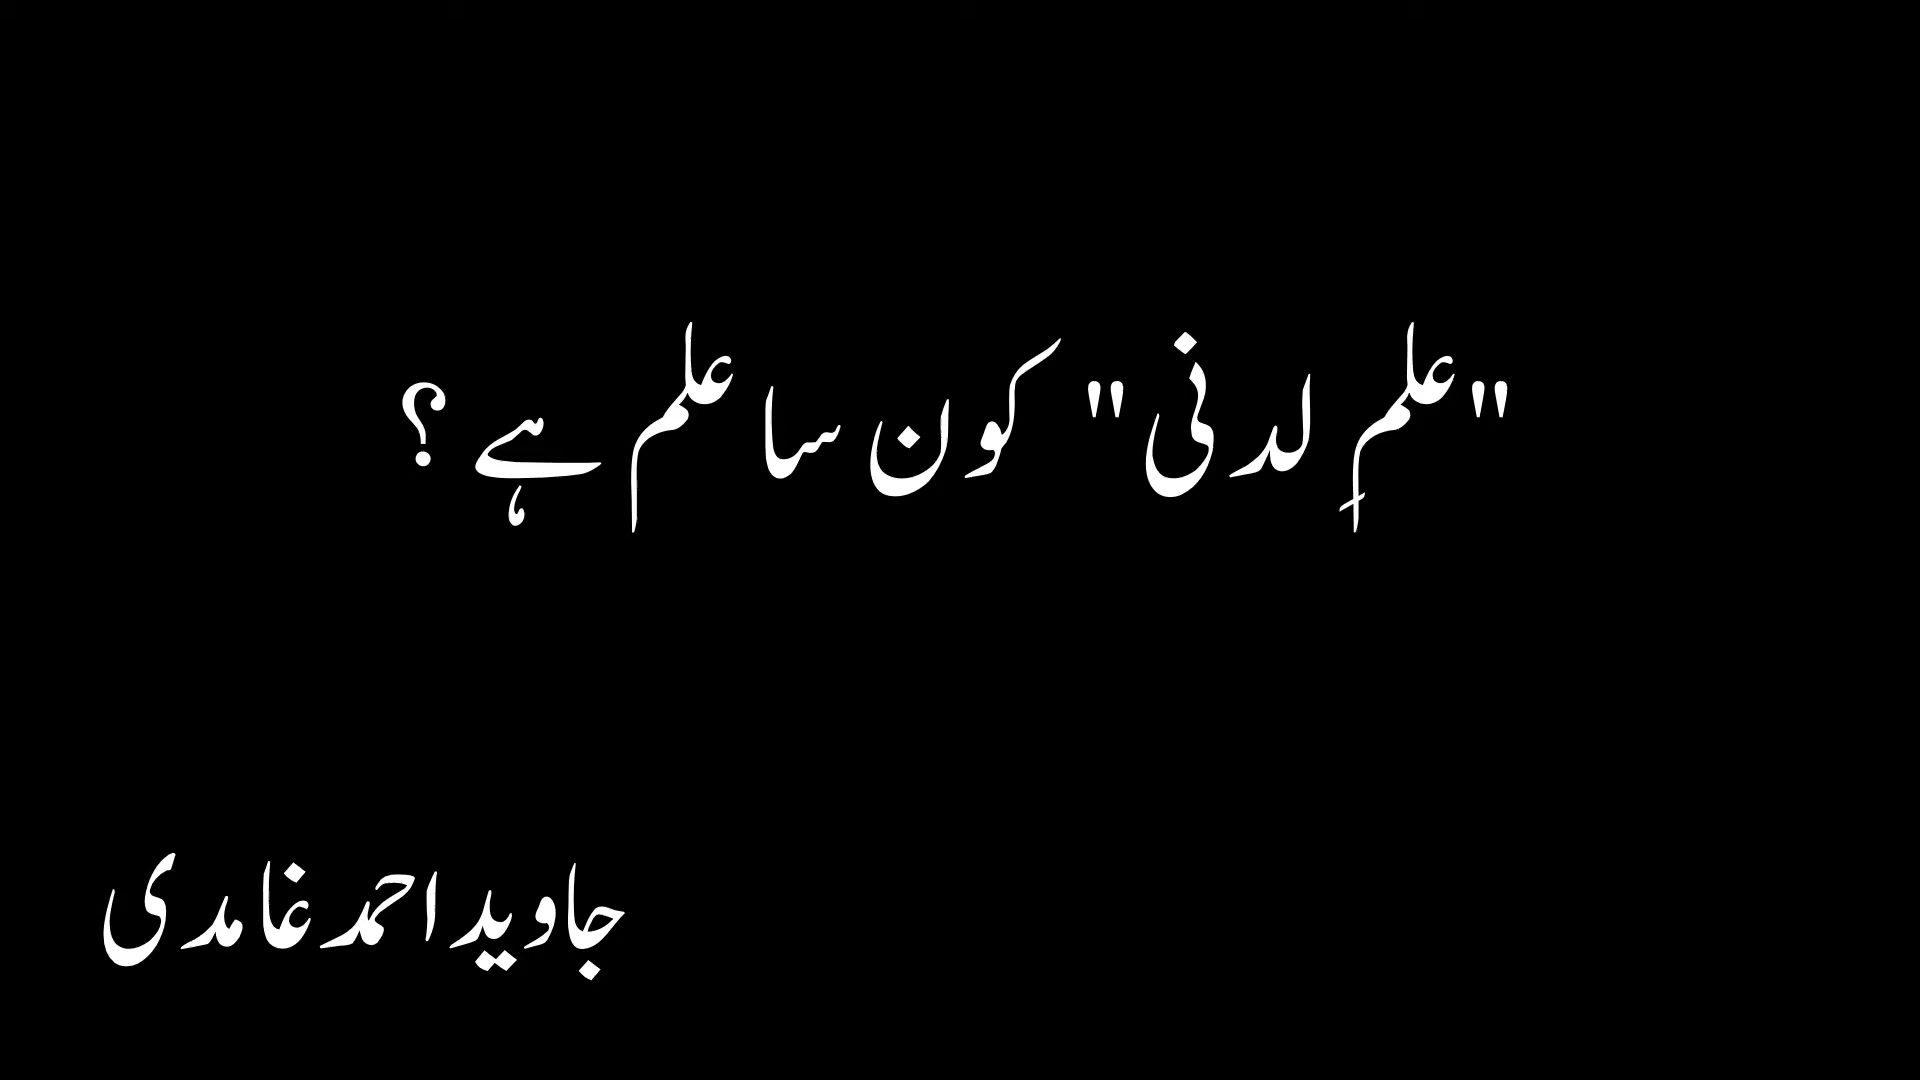 "علمِ لدنی" کون سا علم ہے ؟
جاوید احمد غامدی